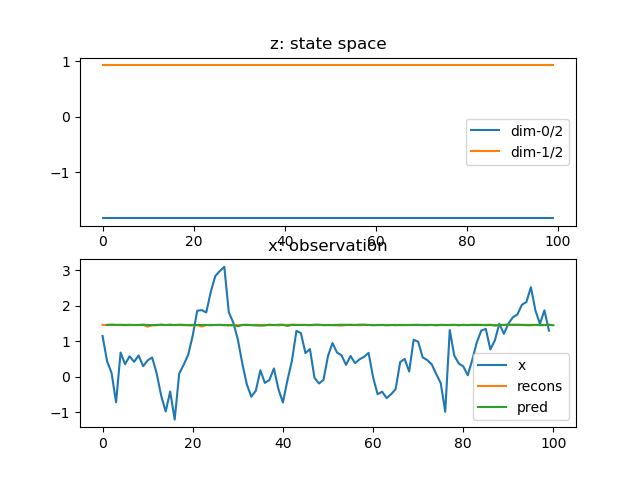 z: state space
1
0
−1
dim-0/2
dim-1/2
0 20 40 60 80 100
x: observation
3
2
1
0
−1
x
recons
pred
0 20 40 60 80 100